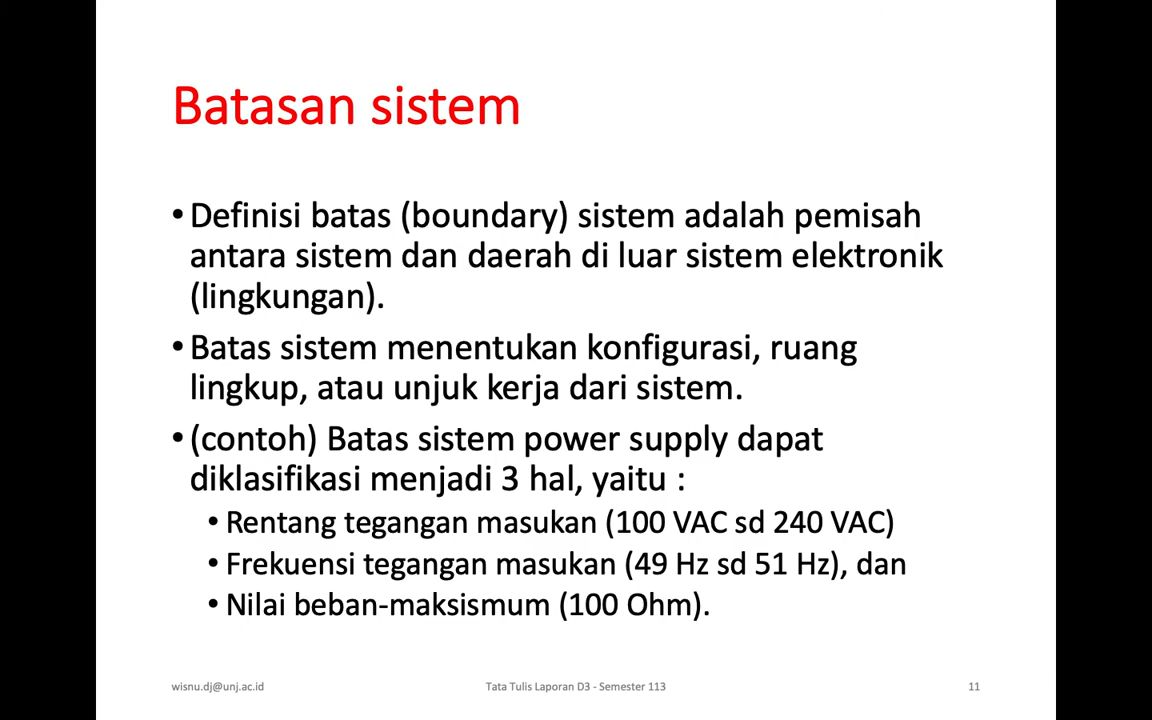 Batasan sistem
• Definisi batas (boundary) sistem adalah pemisah
antara sistem dan daerah di luar sistem elektronik
(lingkungan).
• Batas sistem menentukan konfigurasi, ruang
lingkup, atau unjuk kerja dari sistem.
• (contoh) Batas sistem power supply dapat
diklasifikasi menjadi 3 hal, yaitu :
• Rentang tegangan masukan (100 VAC sd 240 VAC)
• Frekuensi tegangan masukan (49 Hz sd 51 Hz), dan
• Nilai beban-maksismum (100 Ohm).
wisnu.dj@unj.ac.id
Tata Tulis Laporan D3 - Semester 113
11